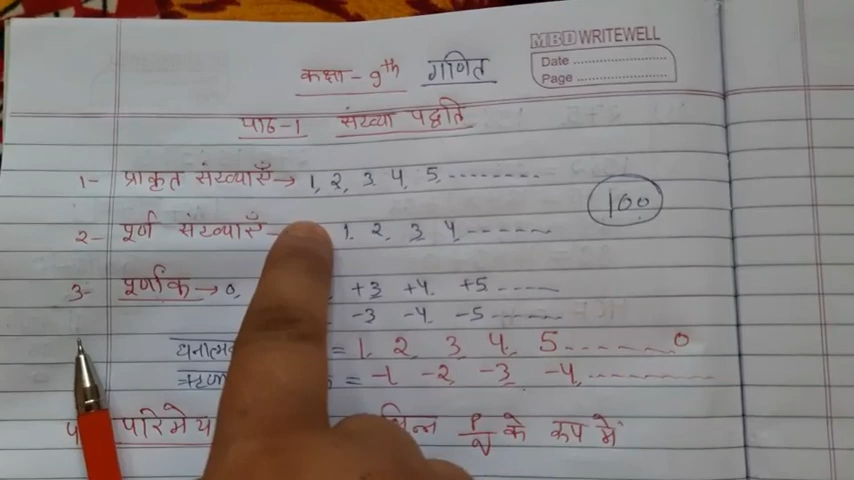 MBD WRITEWELL
Date
Page
कक्षा - 9th गणित
पाठ-1 संख्या पद्धति
1- प्राकृत संख्याएँ → 1, 2, 3, 4, 5, --------
100
2- पूर्ण संख्याएँ 1, 2, 3, 4, ------
3- पूर्णांक → 0, +3, +4, +5 -----
-3 -4, -5 -----
= 1, 2, 3, 4, 5 ------ 0
= -1, -2, -3, -4, --------
परिमेय P/q के रूप में